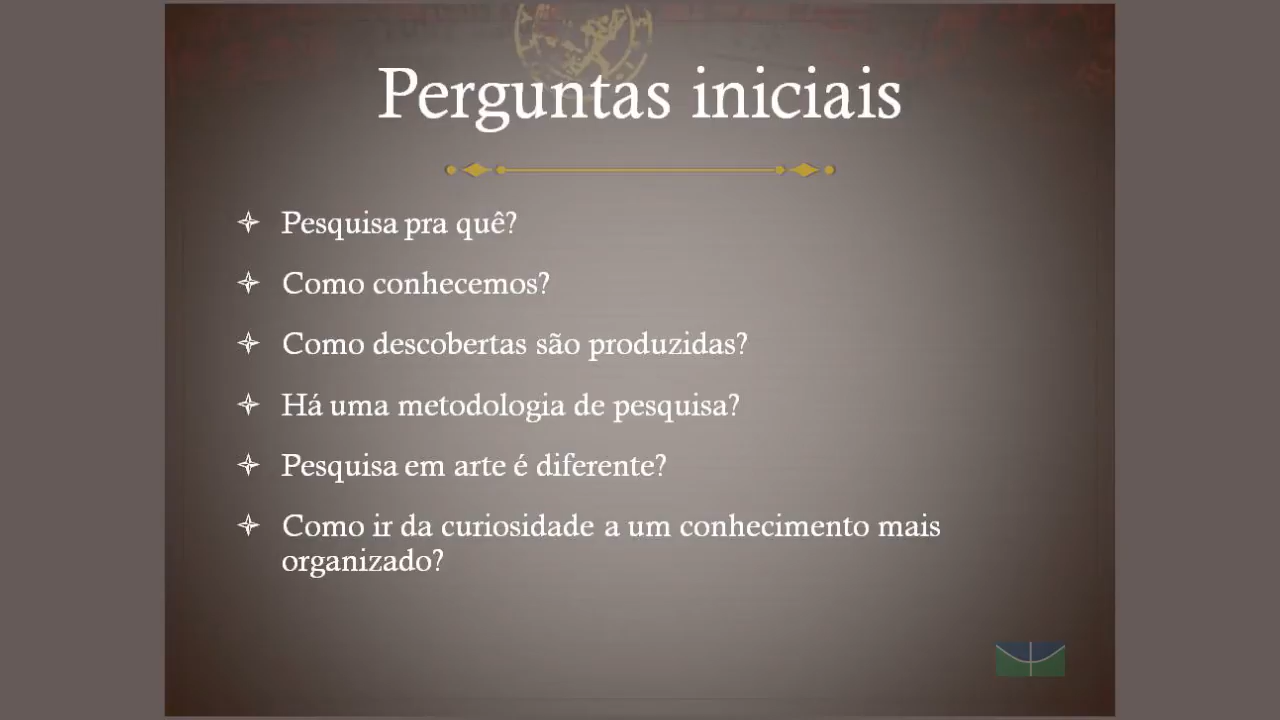 Perguntas iniciais
Pesquisa pra quê?
Como conhecemos?
Como descobertas são produzidas?
Há uma metodologia de pesquisa?
Pesquisa em arte é diferente?
Como ir da curiosidade a um conhecimento mais
organizado?